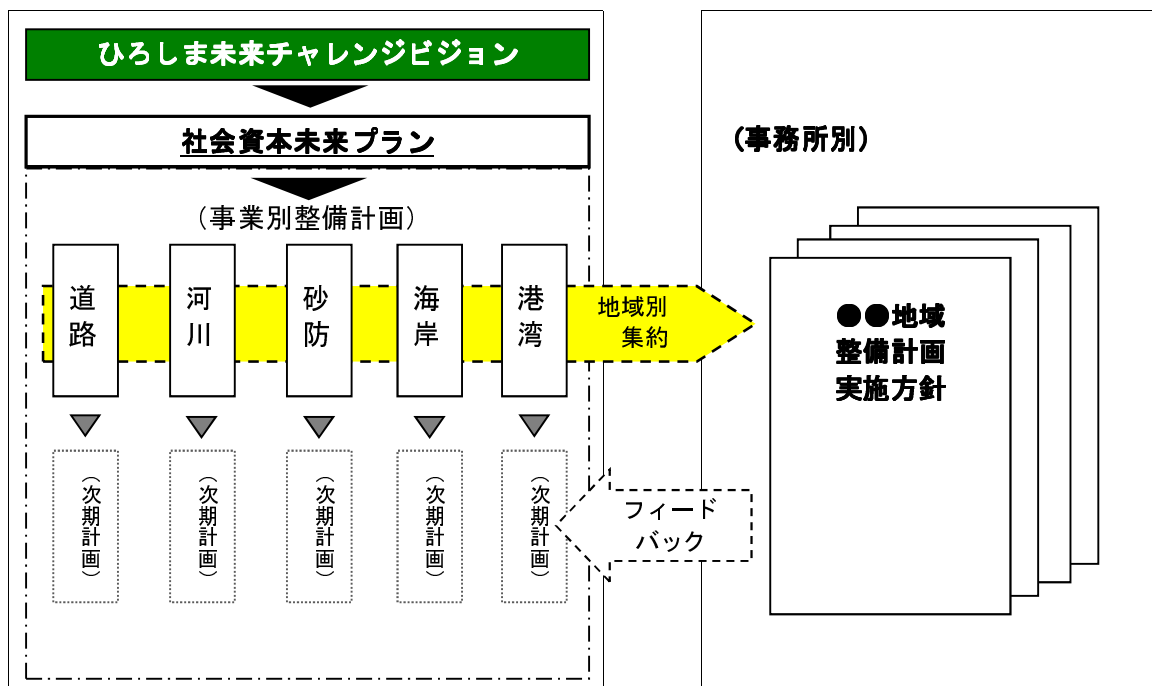 ひろしま未来チャレンジビジョン
社会資本未来プラン
(事業別整備計画)
道路
河川
砂防
海岸
港湾
地域別
集約
(次期計画)
(次期計画)
(次期計画)
(次期計画)
(次期計画)
フィード
バック
(事務所別)
●●地域
整備計画
実施方針